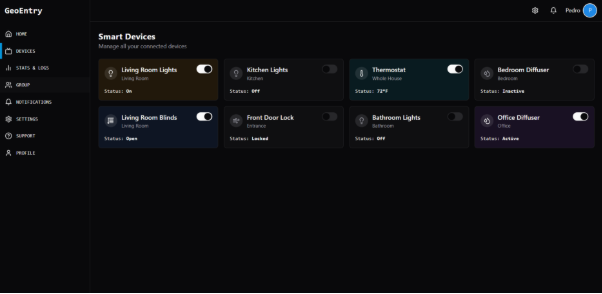 GeoEntry
Pedro
P
HOME
DEVICES
STATS & LOGS
GROUP
NOTIFICATIONS
SETTINGS
SUPPORT
PROFILE
Smart Devices
Manage all your connected devices
Living Room Lights
Living Room
Status: On
Kitchen Lights
Kitchen
Status: Off
Thermostat
Whole House
Status: 72°F
Bedroom Diffuser
Bedroom
Status: Inactive
Living Room Blinds
Living Room
Status: Open
Front Door Lock
Entrance
Status: Locked
Bathroom Lights
Bathroom
Status: Off
Office Diffuser
Office
Status: Active